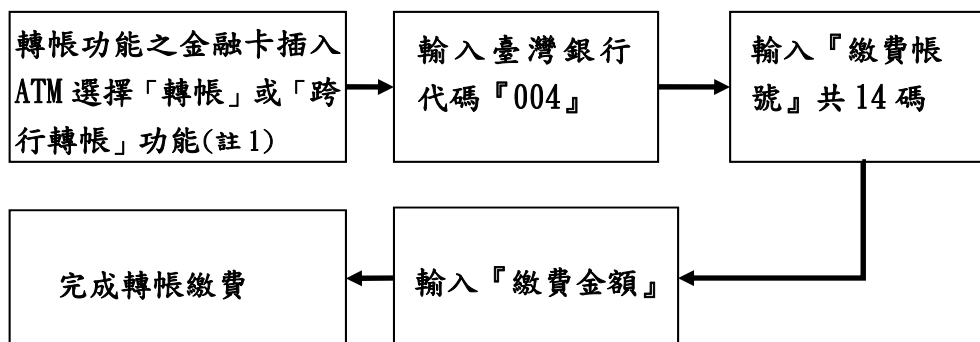 轉帳功能之金融卡插入
ATM 選擇「轉帳」或「跨
行轉帳」功能(註 1)
輸入臺灣銀行
代碼『004』
輸入『繳費帳
號』共 14 碼
輸入『繳費金額』
完成轉帳繳費